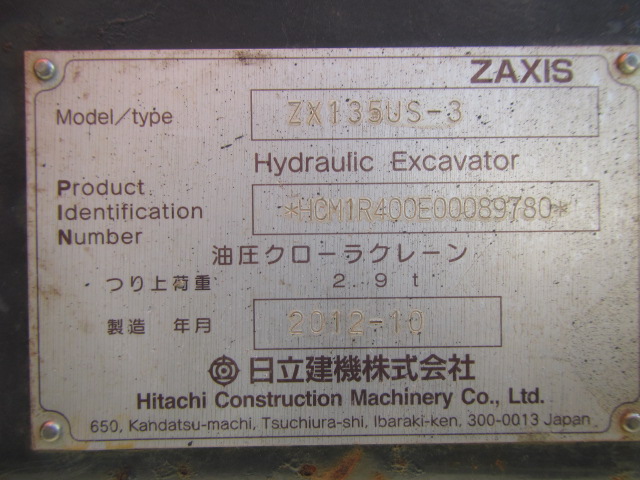 ZAXIS
Model/type ZX135US-3
Hydraulic Excavator
Product
Identification *HCM1R400E00089780*
Number
油圧クローラクレーン
つり上荷重 2.9t
製造 年月 2012-10
日立建機株式会社
Hitachi Construction Machinery Co., Ltd.
650, Kandatsu-machi, Tsuchiura-shi, Ibaraki-ken, 300-0013 Japan